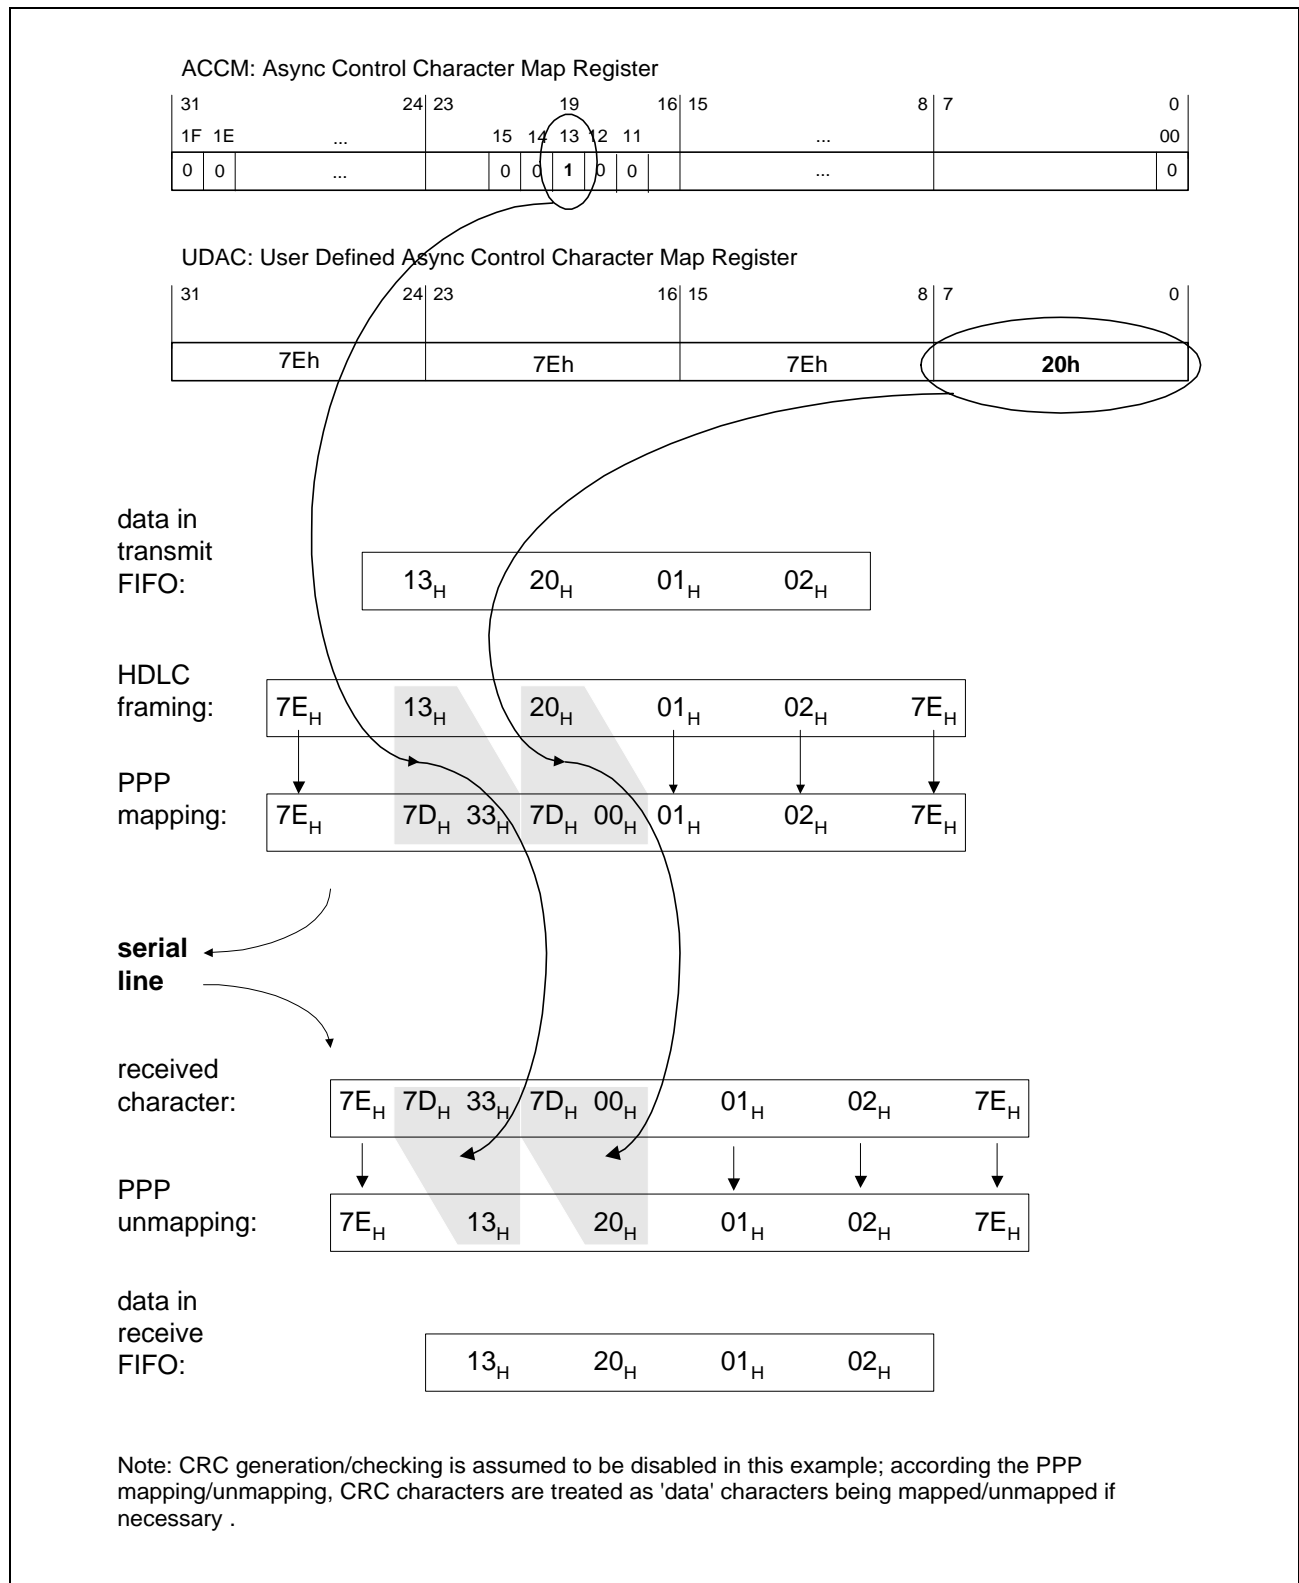 ACCM: Async Control Character Map Register
31 24 23 19 16 15 8 7 0
1F 1E ... 15 14 13 12 11 ... 00
0 0 ... 0 0 1 0 0 ... 0
UDAC: User Defined Async Control Character Map Register
31 24 23 16 15 8 7 0
7Eh 7Eh 7Eh 20h
data in
transmit
FIFO:
13H 20H 01H 02H
HDLC
framing:
7EH 13H 20H 01H 02H 7EH
PPP
mapping:
7EH 7DH 33H 7DH 00H 01H 02H 7EH
serial
line
received
character:
7EH 7DH 33H 7DH 00H 01H 02H 7EH
PPP
unmapping:
7EH 13H 20H 01H 02H 7EH
data in
receive
FIFO:
13H 20H 01H 02H
Note: CRC generation/checking is assumed to be disabled in this example; according the PPP
mapping/unmapping, CRC characters are treated as 'data' characters being mapped/unmapped if
necessary .